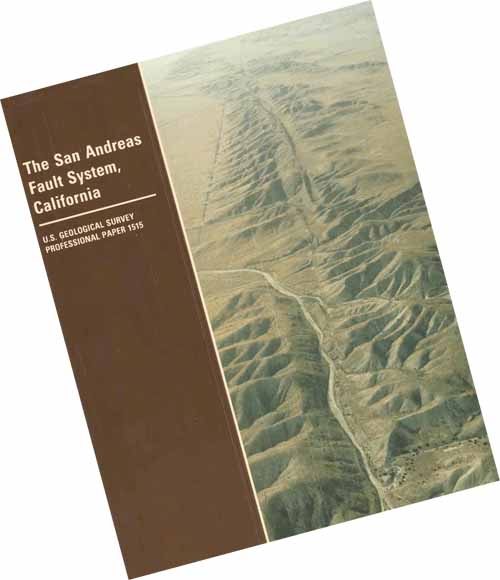 The San Andreas
Fault System,
California
U.S. GEOLOGICAL SURVEY
PROFESSIONAL PAPER 1515